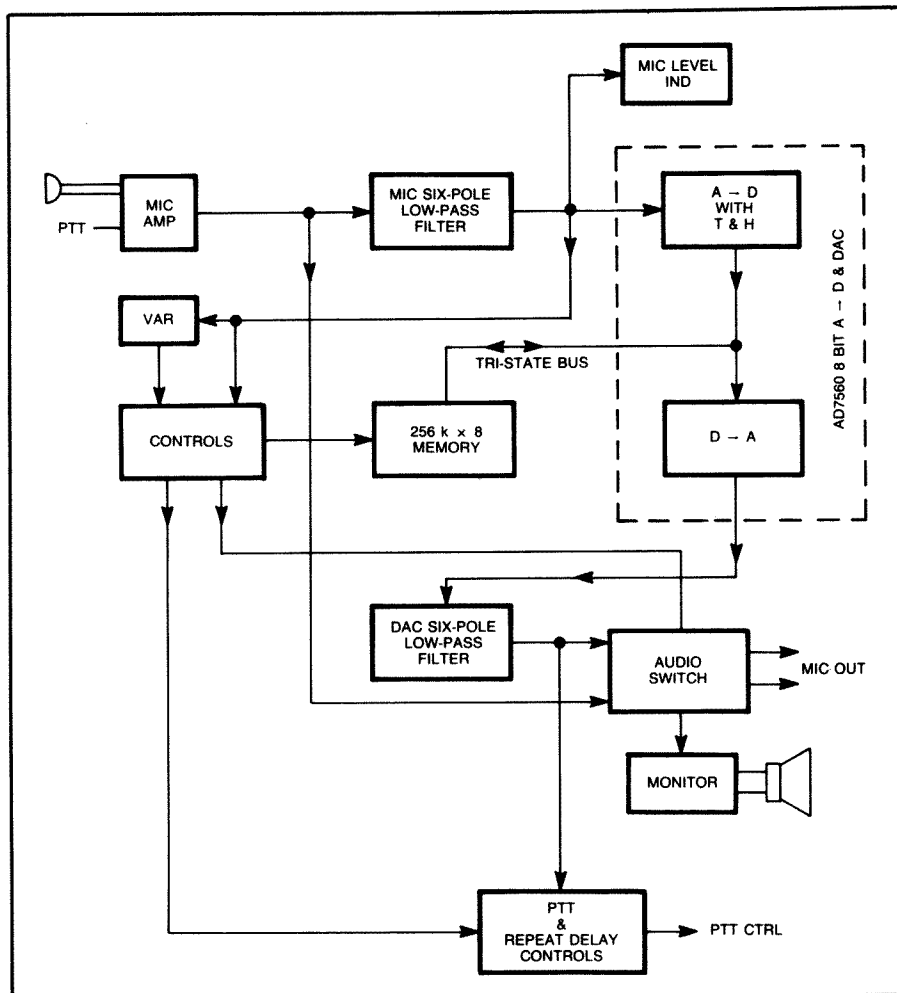 MIC LEVEL
IND
MIC
AMP
PTT
MIC SIX-POLE
LOW-PASS
FILTER
A → D
WITH
T & H
AD7560 8 BIT A → D & DAC
VAR
TRI-STATE BUS
CONTROLS
256 k × 8
MEMORY
D → A
DAC SIX-POLE
LOW-PASS
FILTER
AUDIO
SWITCH
MIC OUT
MONITOR
PTT
&
REPEAT DELAY
CONTROLS
PTT CTRL